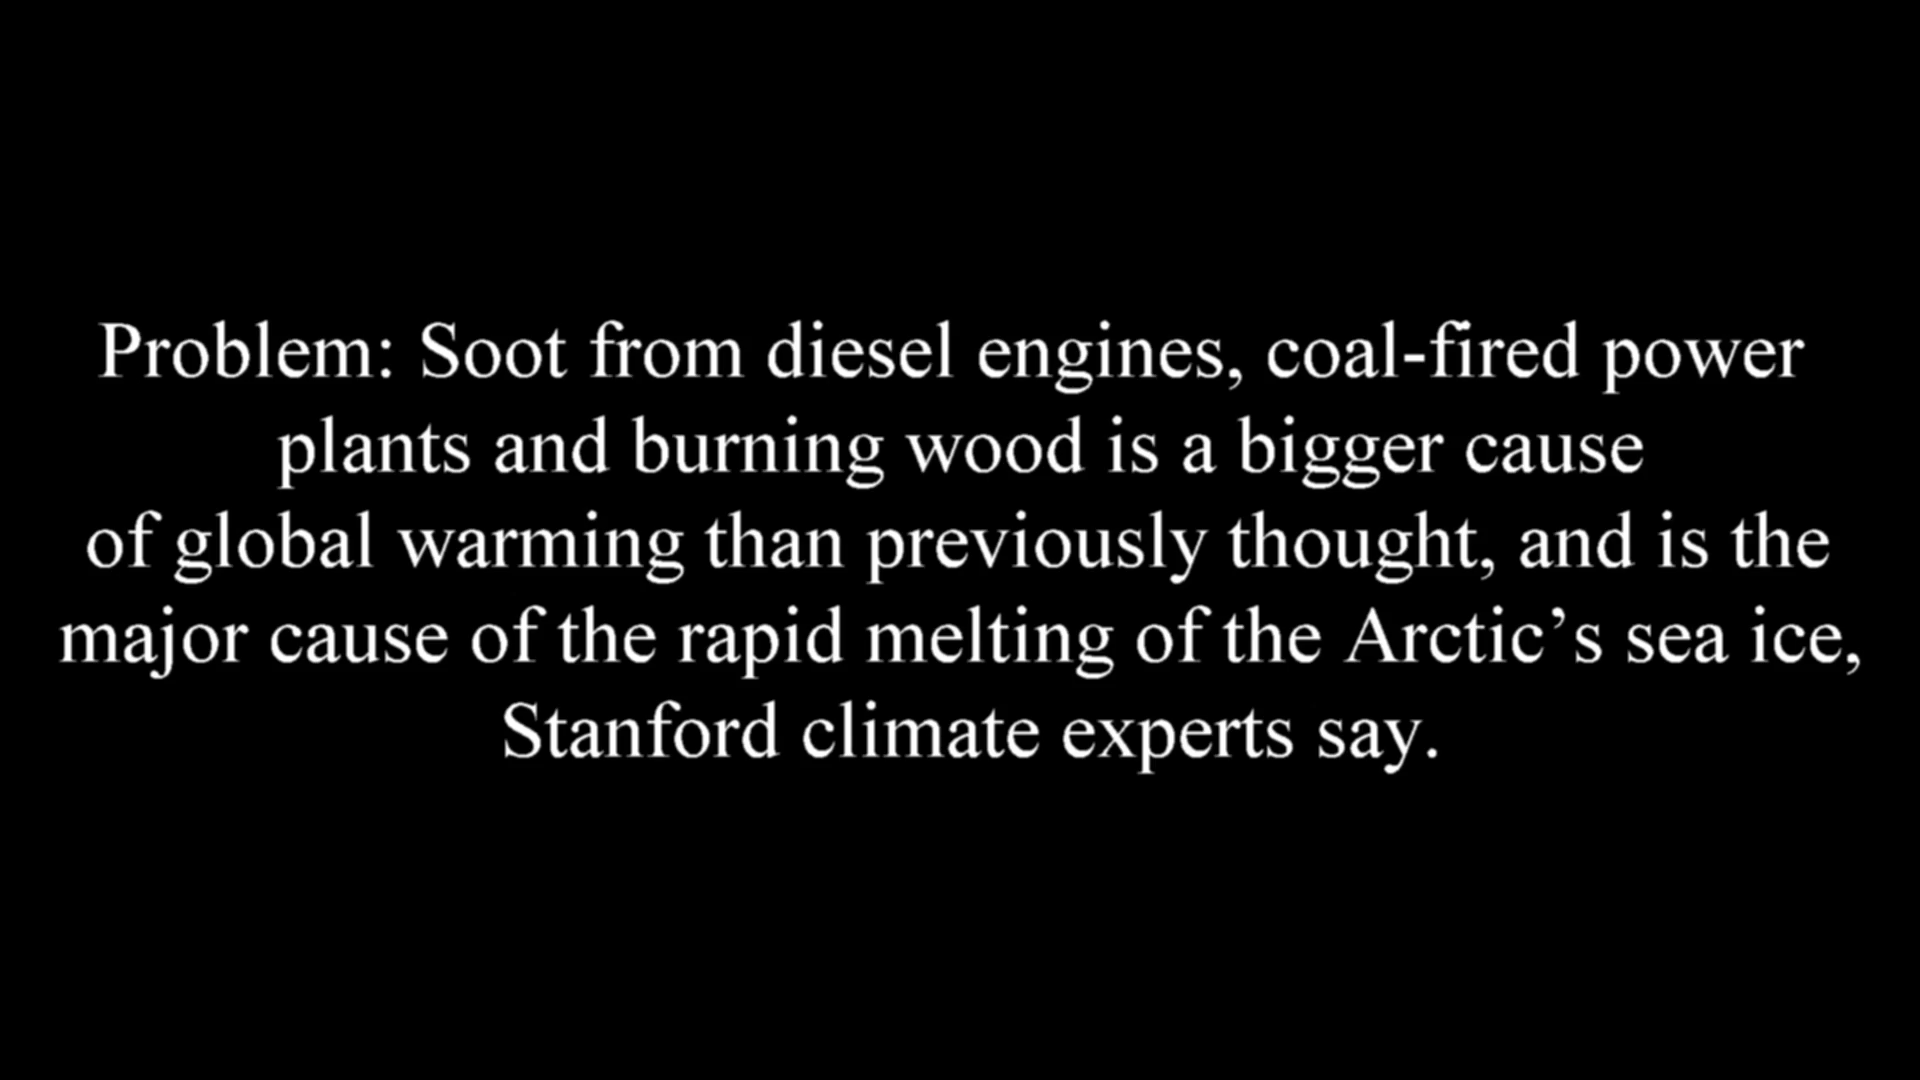 Problem: Soot from diesel engines, coal-fired power
plants and burning wood is a bigger cause
of global warming than previously thought, and is the
major cause of the rapid melting of the Arctic’s sea ice,
Stanford climate experts say.